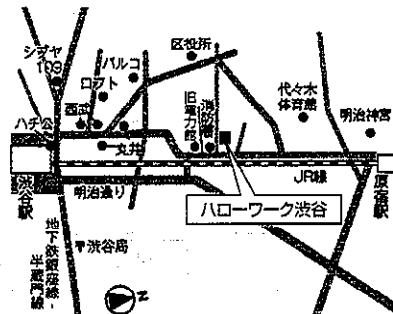 区役所
シブヤ
109
パルコ
ロフト
西武
ハチ公
丸井
旧電力館
消防署
代々木
体育館
明治神宮
渋谷駅
明治通り
JR線
原宿駅
ハローワーク渋谷
〒渋谷局
地下鉄銀座線・
半蔵門線
N